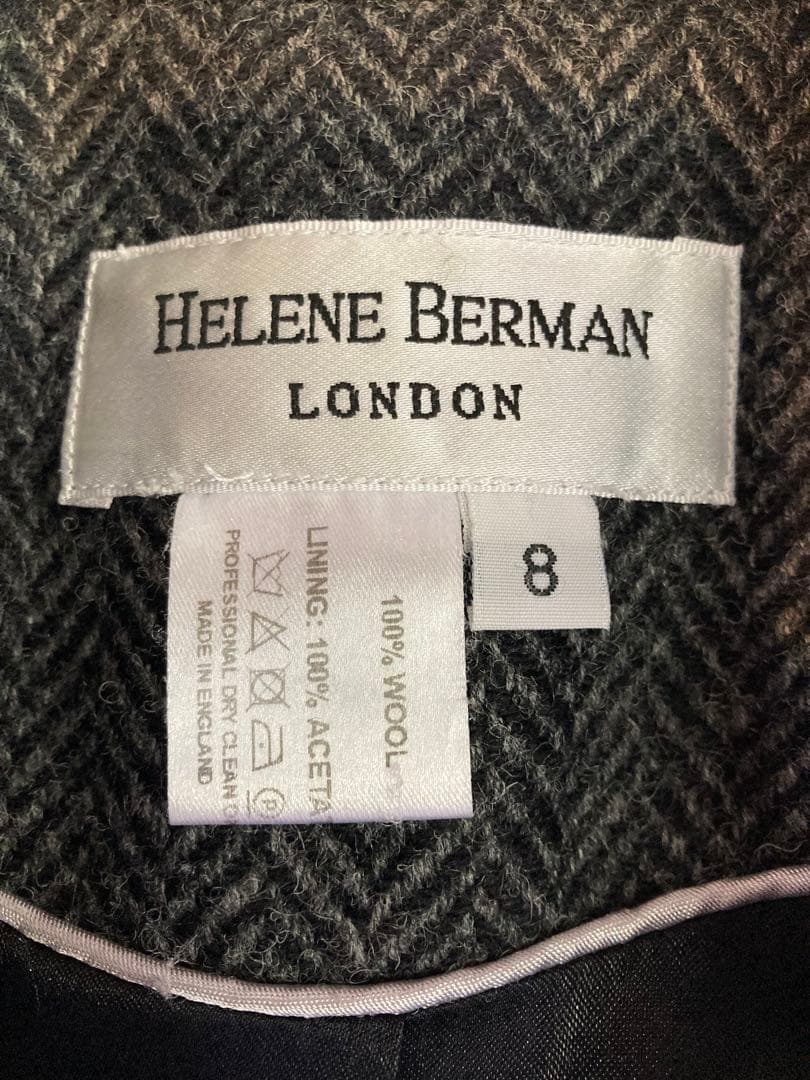 HELENE BERMAN
LONDON
8
100% WOOL
LINING: 100% ACETA
P
PROFESSIONAL DRY CLEAN
MADE IN ENGLAND